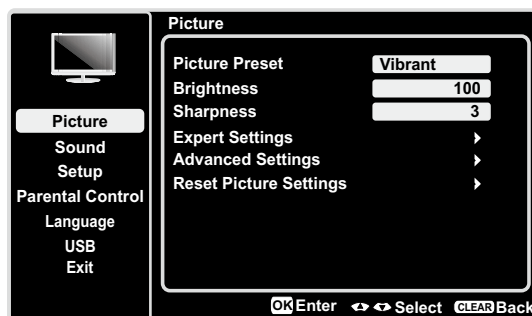 Picture
Picture Preset Vibrant
Brightness 100
Sharpness 3
Expert Settings
Advanced Settings
Reset Picture Settings
Picture
Sound
Setup
Parental Control
Language
USB
Exit
OK Enter Select CLEAR Back